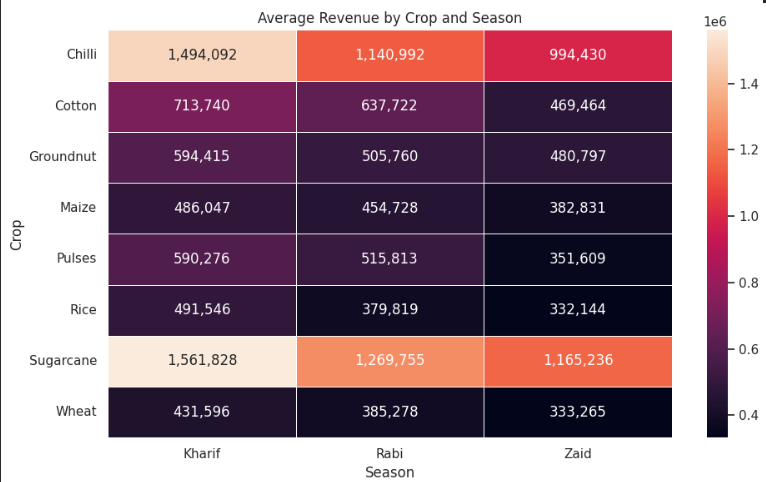 Average Revenue by Crop and Season
1e6
Chilli 1,494,092 1,140,992 994,430
1.4
Cotton 713,740 637,722 469,464
1.2
Groundnut 594,415 505,760 480,797
Maize 486,047 454,728 382,831
1.0
Crop
Pulses 590,276 515,813 351,609
0.8
Rice 491,546 379,819 332,144
0.6
Sugarcane 1,561,828 1,269,755 1,165,236
Wheat 431,596 385,278 333,265
0.4
Kharif Rabi Zaid
Season